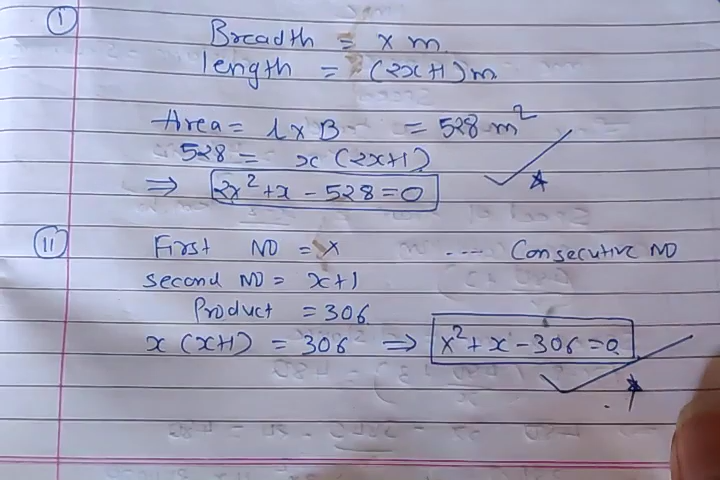 (i)
Breadth = x m.
length = (2x+1)m
Area = l x B = 528 m²
528 = x (2x+1)
⇒ 2x²+x - 528 = 0
(ii) First NO = x ---- Consecutive NO
second NO = x+1
Product = 306
x (x+1) = 306 ⇒ x²+x-306=0